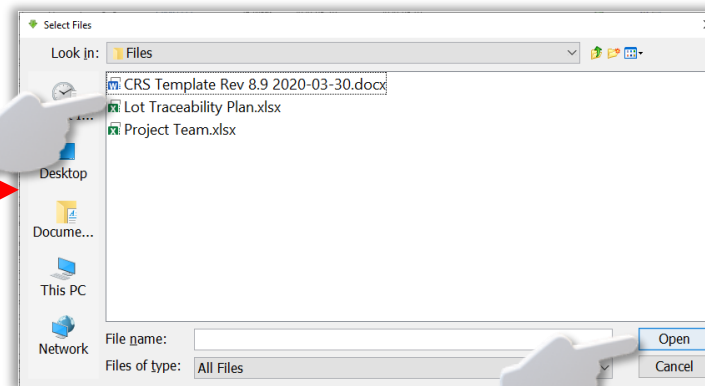 Select Files
Look in: Files
CRS Template Rev 8.9 2020-03-30.docx
Lot Traceability Plan.xlsx
Project Team.xlsx
Desktop
Docume...
This PC
Network
File name:
Open
Files of type: All Files
Cancel